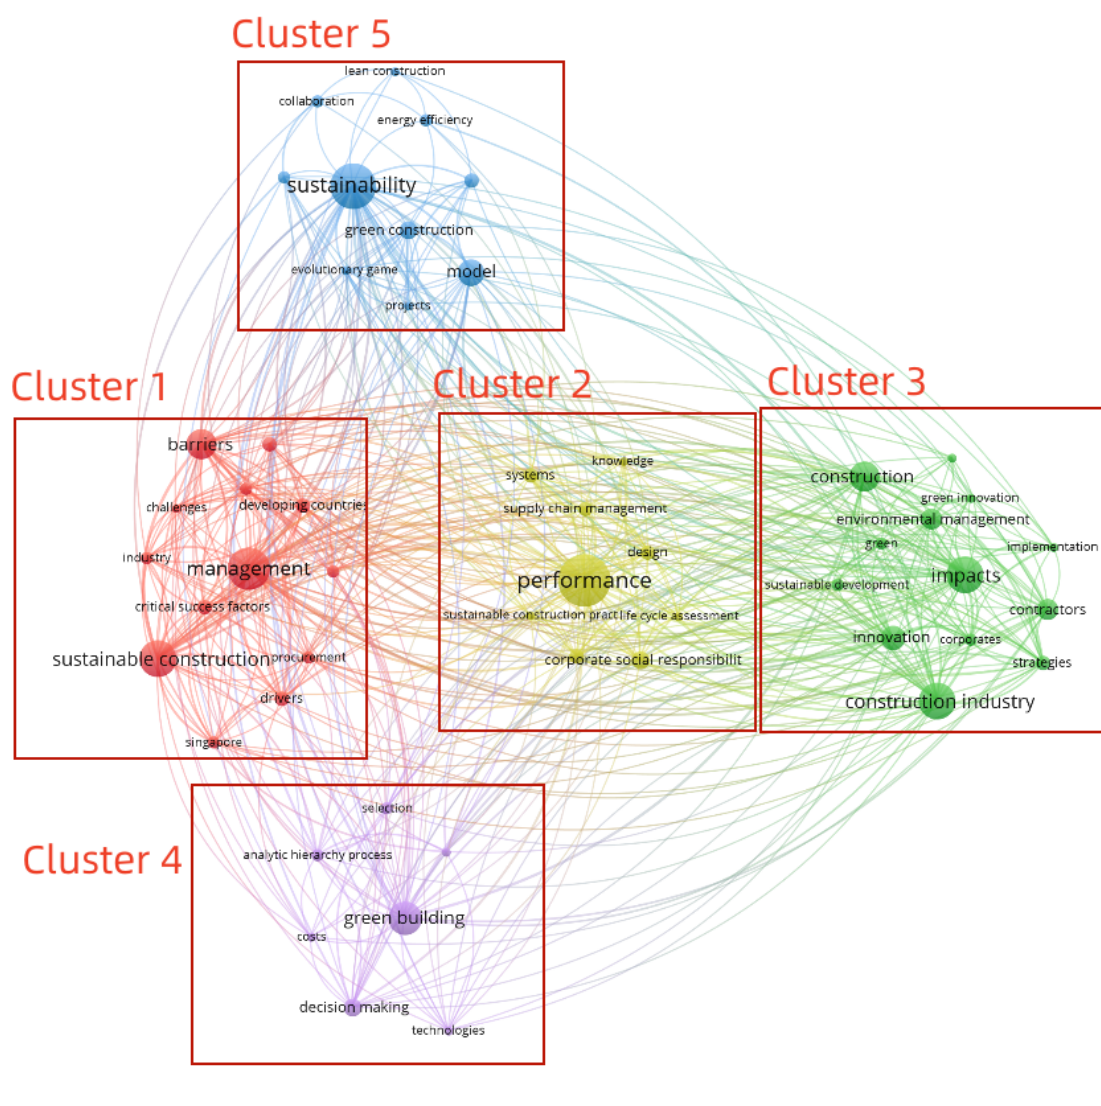 Cluster 5
lean construction
collaboration
energy efficiency
sustainability
green construction
evolutionary game
model
projects
Cluster 1
barriers
challenges
developing countries
industry
management
critical success factors
sustainable construction
procurement
drivers
singapore
Cluster 2
knowledge
systems
supply chain management
design
performance
sustainable construction pract
life cycle assessment
corporate social responsibilit
Cluster 3
construction
green innovation
environmental management
green
implementation
sustainable development
impacts
contractors
innovation
corporates
strategies
construction industry
Cluster 4
selection
analytic hierarchy process
green building
costs
decision making
technologies